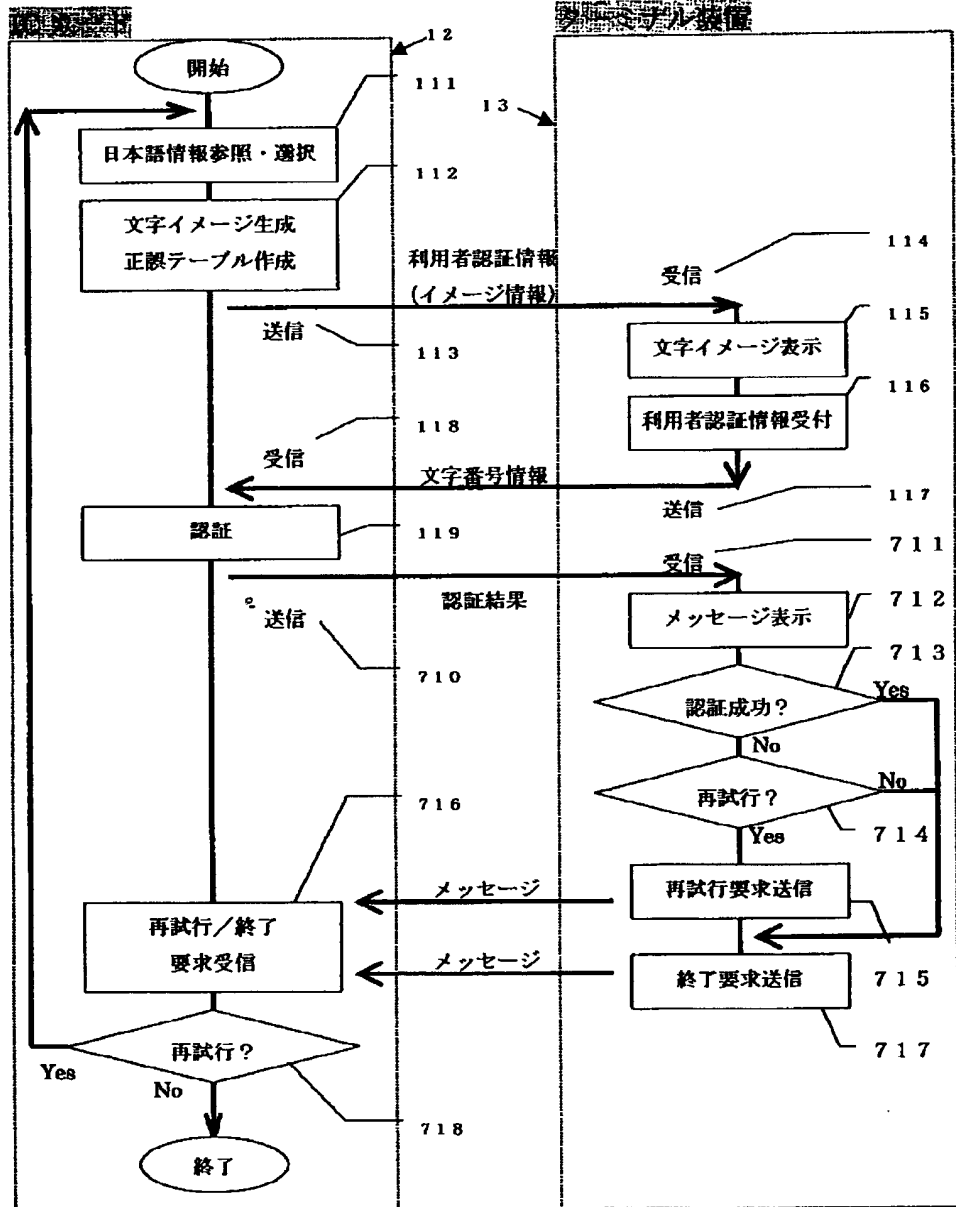 ターミナル装置
12
開始
111
13
日本語情報参照・選択
112
文字イメージ生成
正誤テーブル作成
利用者認証情報
(イメージ情報)
受信
114
送信
113
115
文字イメージ表示
116
利用者認証情報受付
118
受信
文字番号情報
送信
117
認証
119
受信
711
認証結果
送信
710
712
メッセージ表示
713
認証成功?
Yes
No
再試行?
No
714
Yes
716
メッセージ
再試行要求送信
再試行/終了
要求受信
メッセージ
終了要求送信
715
717
再試行?
Yes
No
718
終了